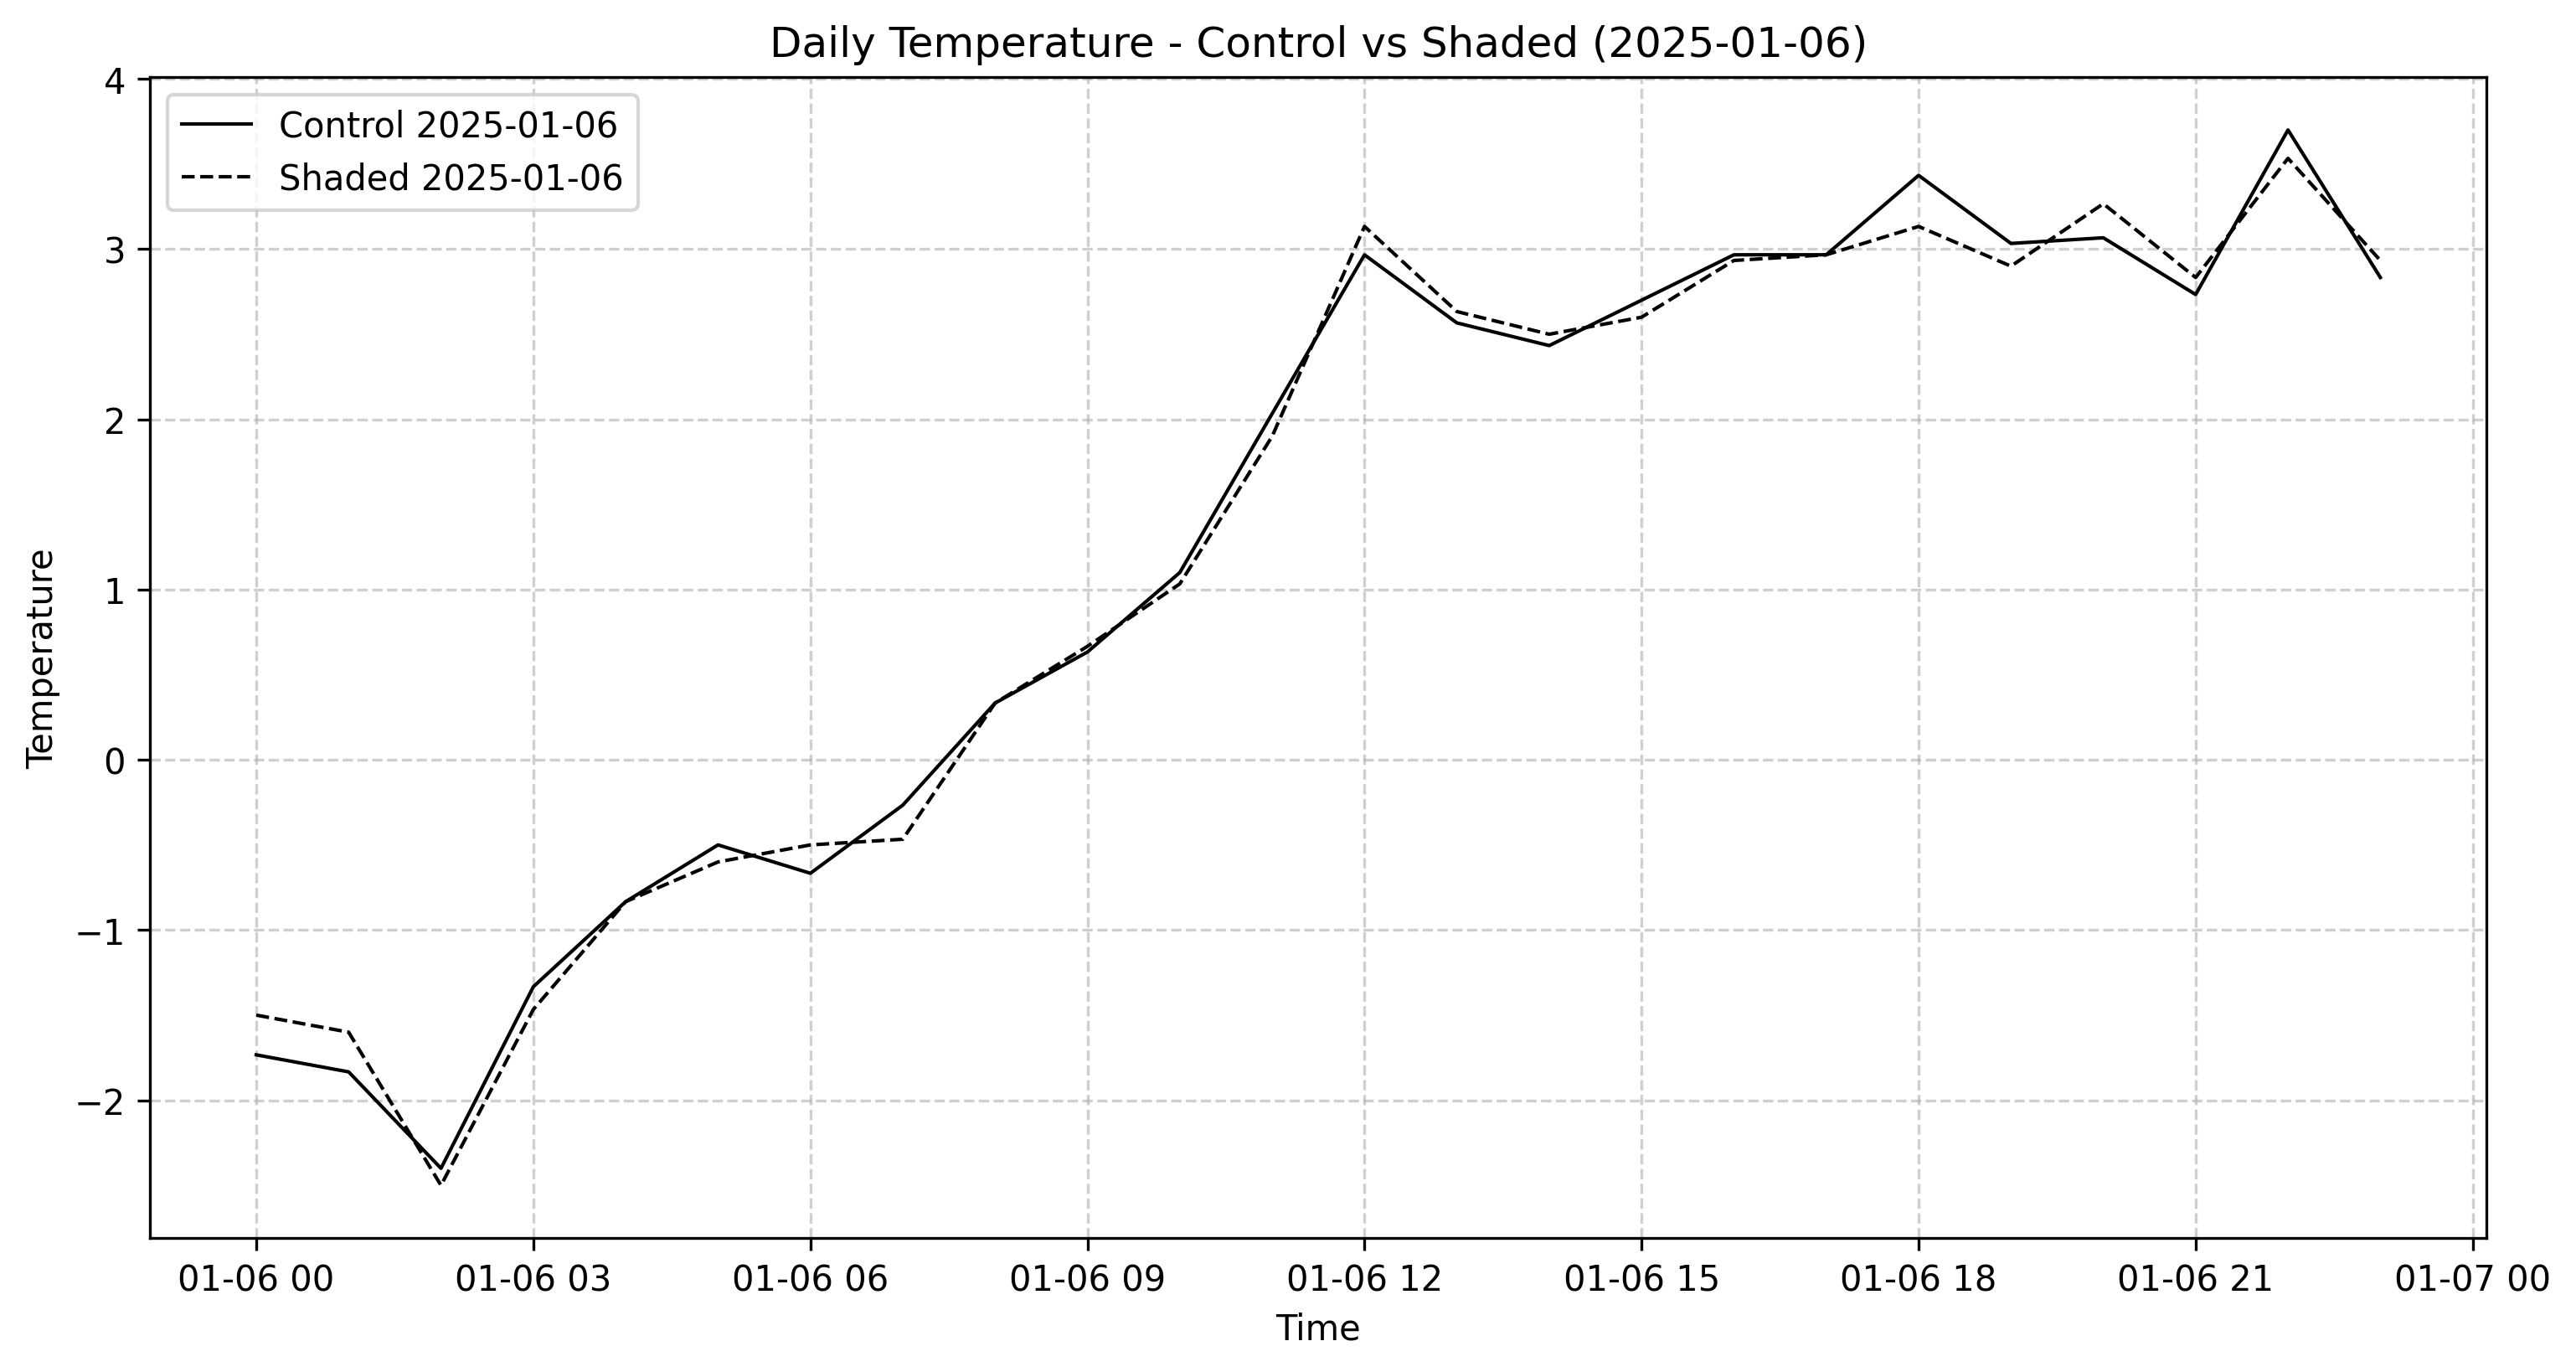 Daily Temperature - Control vs Shaded (2025-01-06)
Control 2025-01-06
Shaded 2025-01-06
4
3
2
1
0
−1
−2
Temperature
01-06 00 01-06 03 01-06 06 01-06 09 01-06 12 01-06 15 01-06 18 01-06 21 01-07 00
Time